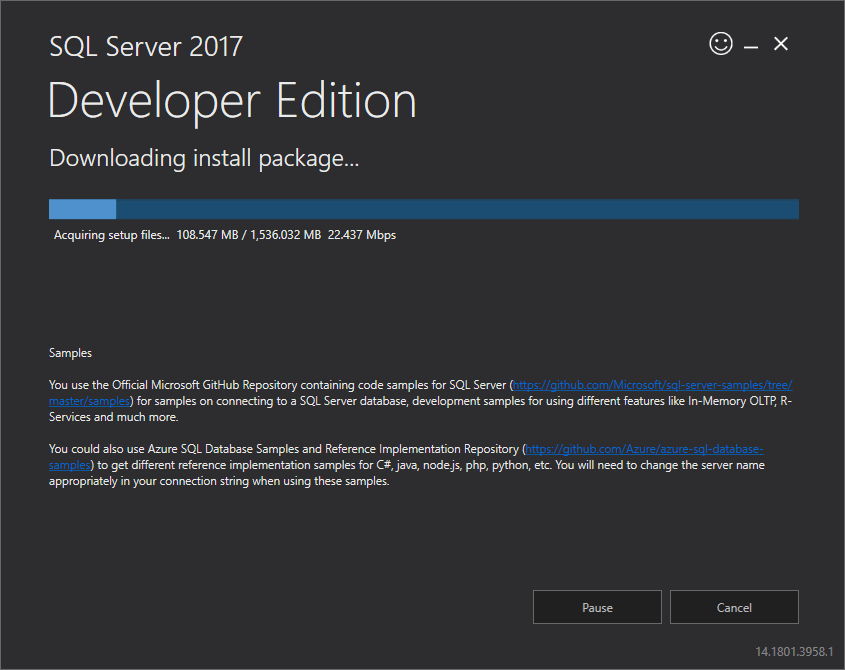 SQL Server 2017
Developer Edition
Downloading install package...
Acquiring setup files... 108.547 MB / 1,536.032 MB 22.437 Mbps
Samples
You use the Official Microsoft GitHub Repository containing code samples for SQL Server (https://github.com/Microsoft/sql-server-samples/tree/
master/samples) for samples on connecting to a SQL Server database, development samples for using different features like In-Memory OLTP, R-
Services and much more.
You could also use Azure SQL Database Samples and Reference Implementation Repository (https://github.com/Azure/azure-sql-database-
samples) to get different reference implementation samples for C#, java, node.js, php, python, etc. You will need to change the server name
appropriately in your connection string when using these samples.
Pause Cancel
14.1801.3958.1